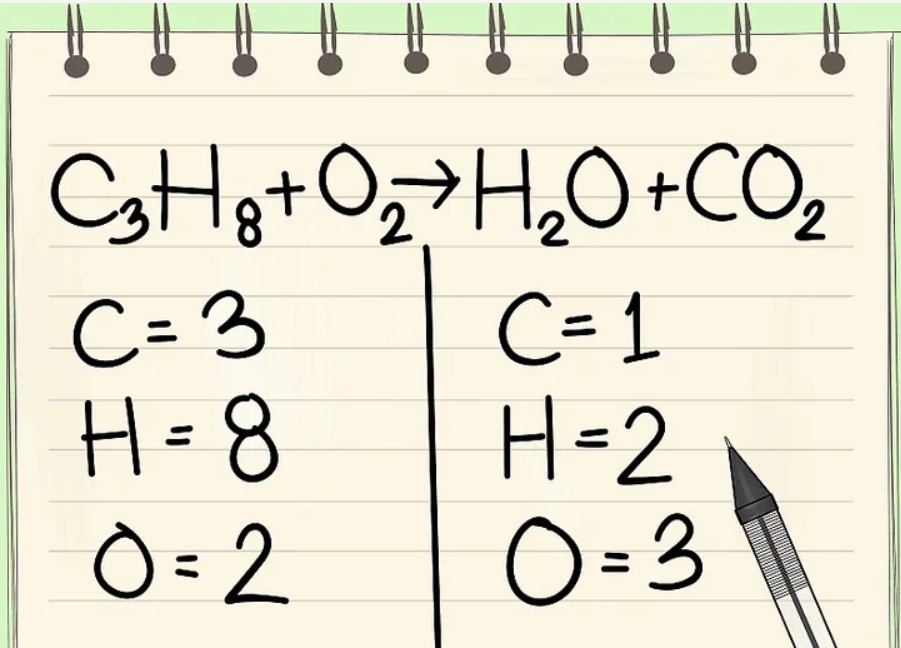 C₃H₈+O₂→H₂O+CO₂
C=3 C=1
H=8 H=2
O=2 O=3